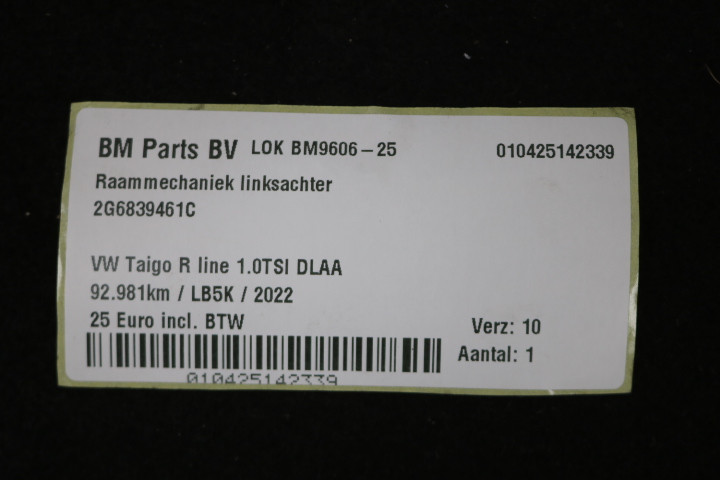 BM Parts BV LOK BM9606-25 010425142339
Raammechaniek linksachter
2G6839461C
VW Taigo R line 1.0TSI DLAA
92.981km / LB5K / 2022
25 Euro incl. BTW
Verz: 10
Aantal: 1
010425142339